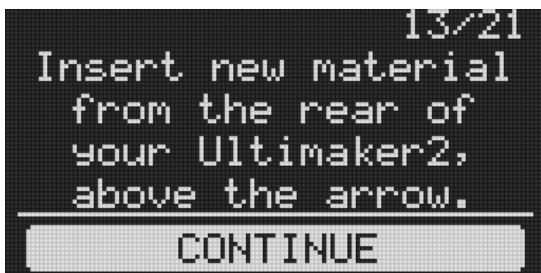 13/21
Insert new material
from the rear of
your Ultimaker2,
above the arrow.
CONTINUE